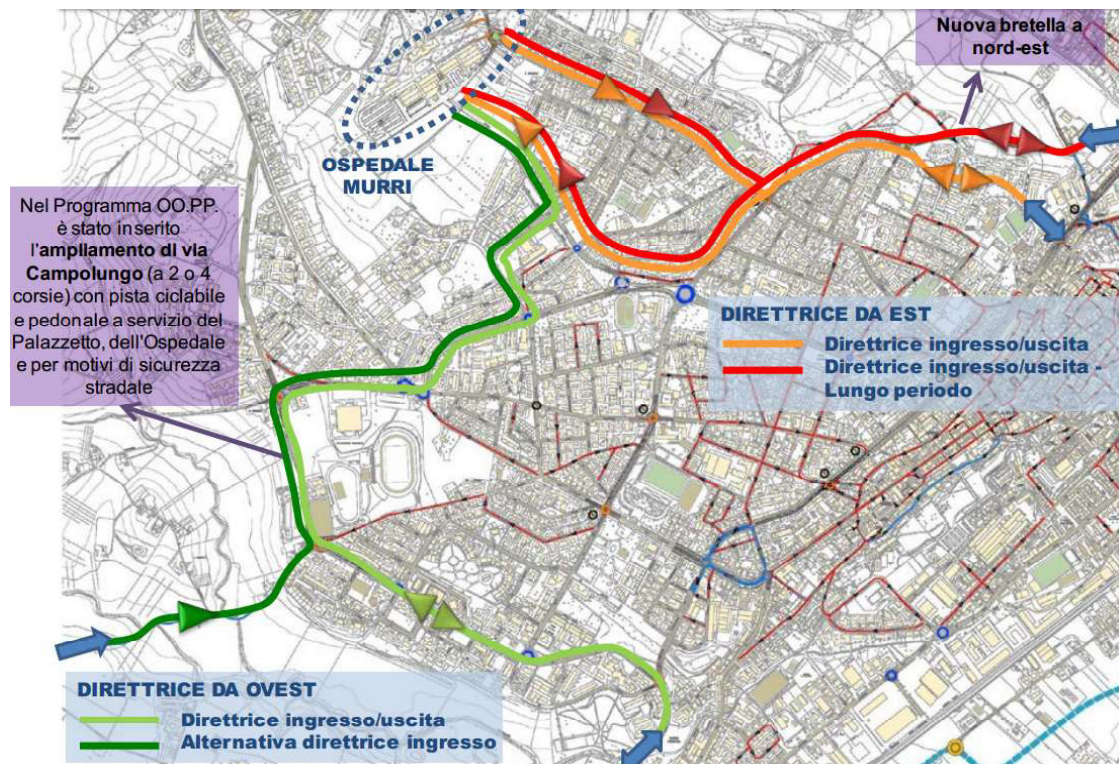 Nuova bretella a
nord-est
OSPEDALE
MURRI
Nel Programma OO.PP.
è stato inserito
l'ampliamento di via
Campolungo (a 2 o 4
corsie) con pista ciclabile
e pedonale a servizio del
Palazzetto, dell'Ospedale
e per motivi di sicurezza
stradale
DIRETTRICE DA EST
Direttrice ingresso/uscita
Direttrice ingresso/uscita -
Lungo periodo
DIRETTRICE DA OVEST
Direttrice ingresso/uscita
Alternativa direttrice ingresso